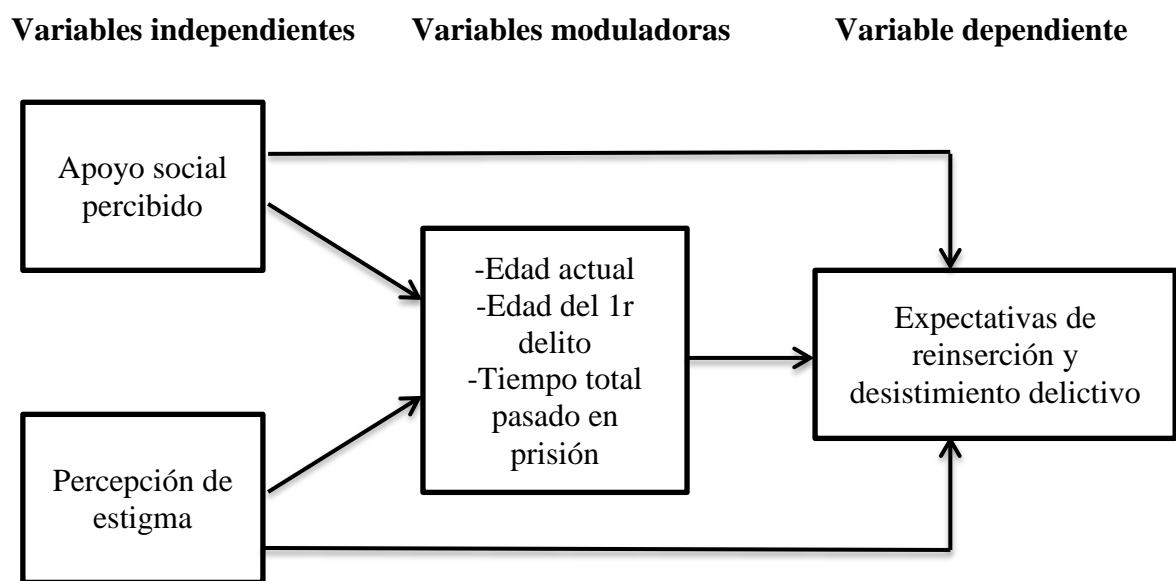 Variables independientes
Variables moduladoras
Variable dependiente
Apoyo social
percibido
-Edad actual
-Edad del 1r
delito
-Tiempo total
pasado en
prisión
Expectativas de
reinserción y
desistimiento delictivo
Percepción de
estigma